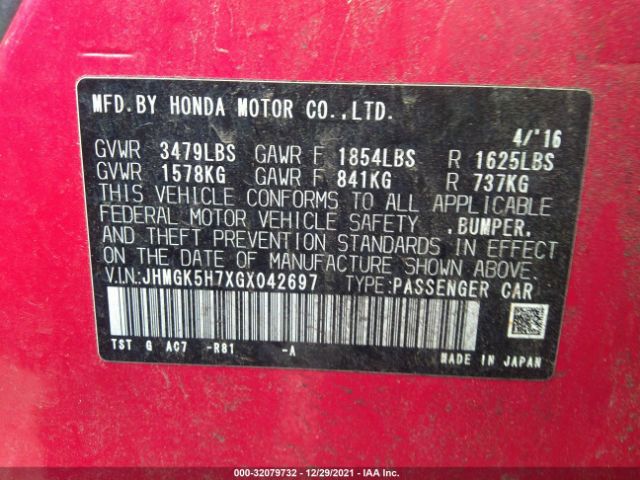 MFD.BY HONDA MOTOR CO.,LTD.
4/'16
GVWR 3479LBS GAWR F 1854LBS R 1625LBS
GVWR 1578KG GAWR F 841KG R 737KG
THIS VEHICLE CONFORMS TO ALL APPLICABLE
FEDERAL MOTOR VEHICLE SAFETY ,BUMPER,
AND THEFT PREVENTION STANDARDS IN EFFECT
ON THE DATE OF MANUFACTURE SHOWN ABOVE.
V.IN:JHMGK5H7XGX042697 TYPE:PASSENGER CAR
TST G AC7 -R81 -A
MADE IN JAPAN
000-32079732 - 12/29/2021 - IAA Inc.